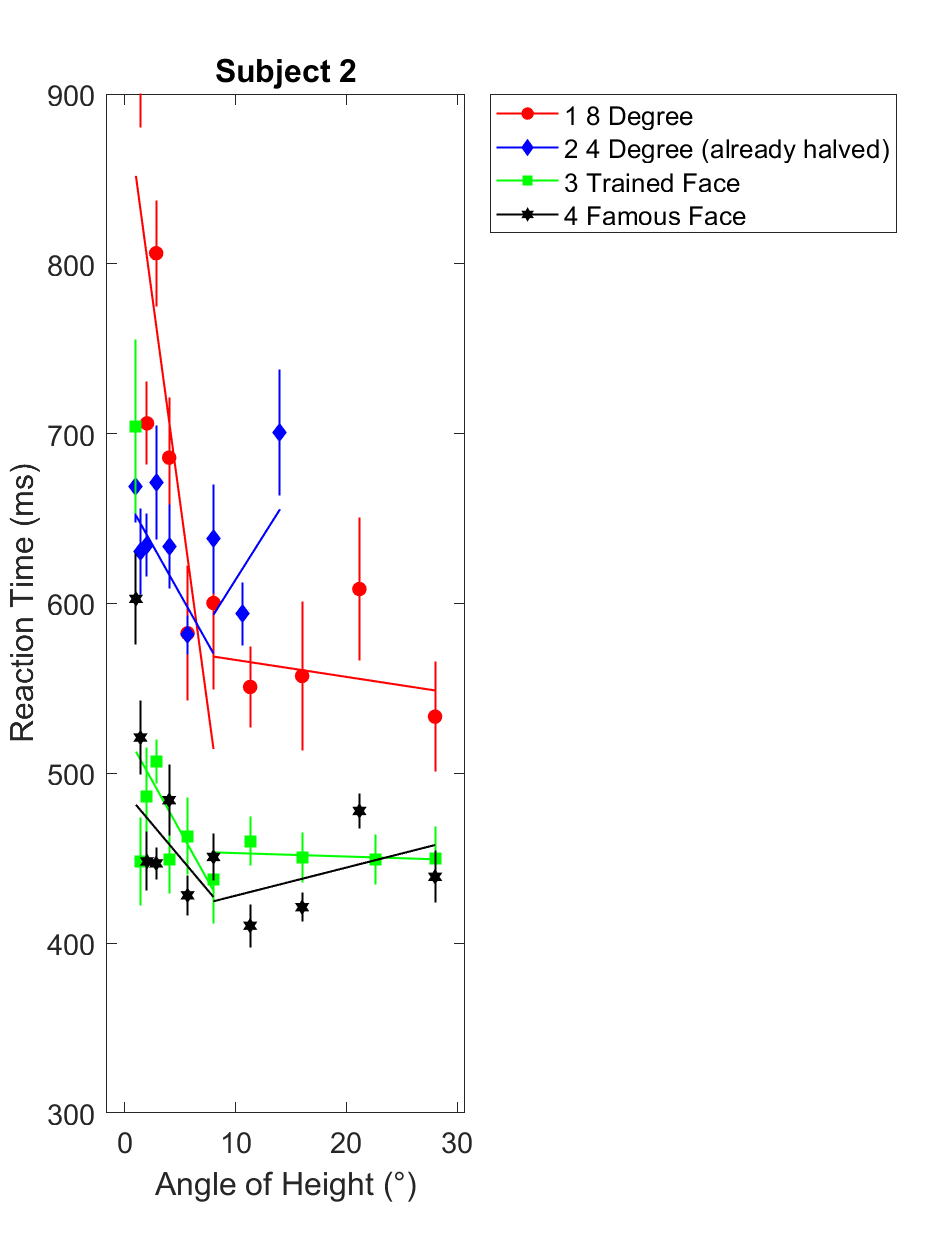 Subject 2
900
800
700
600
500
400
300
0 10 20 30
Reaction Time (ms)
Angle of Height (°)
1 8 Degree
2 4 Degree (already halved)
3 Trained Face
4 Famous Face